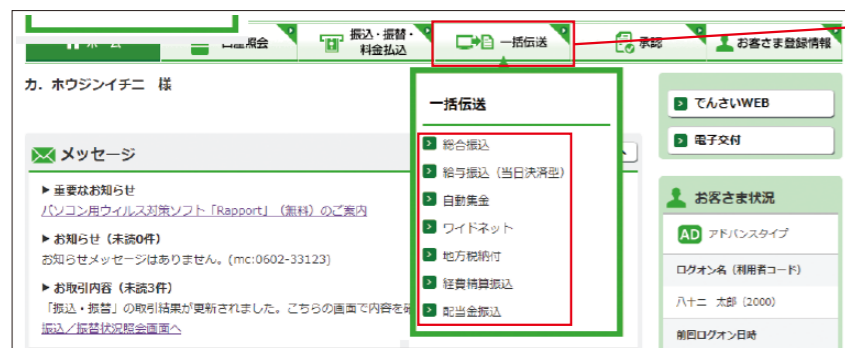 ホーム
口座照会
振込・振替・
料金払込
一括伝送
承認
お客さま登録情報
カ．ホウジンイチニ 様
一括伝送
総合振込
給与振込（当日決済型）
自動集金
ワイドネット
地方税納付
経費精算振込
配当金振込
メッセージ
▶ 重要なお知らせ
パソコン用ウィルス対策ソフト「Rapport」（無料）のご案内
▶ お知らせ（未読0件）
お知らせメッセージはありません。(mc:0602-33123)
▶ お取引内容（未読3件）
「振込・振替」の取引結果が更新されました。こちらの画面で内容を
振込／振替状況照会画面へ
でんさいWEB
電子交付
お客さま状況
AD アドバンスタイプ
ログオン名（利用者コード）
八十二 太郎（2000）
前回ログオン日時